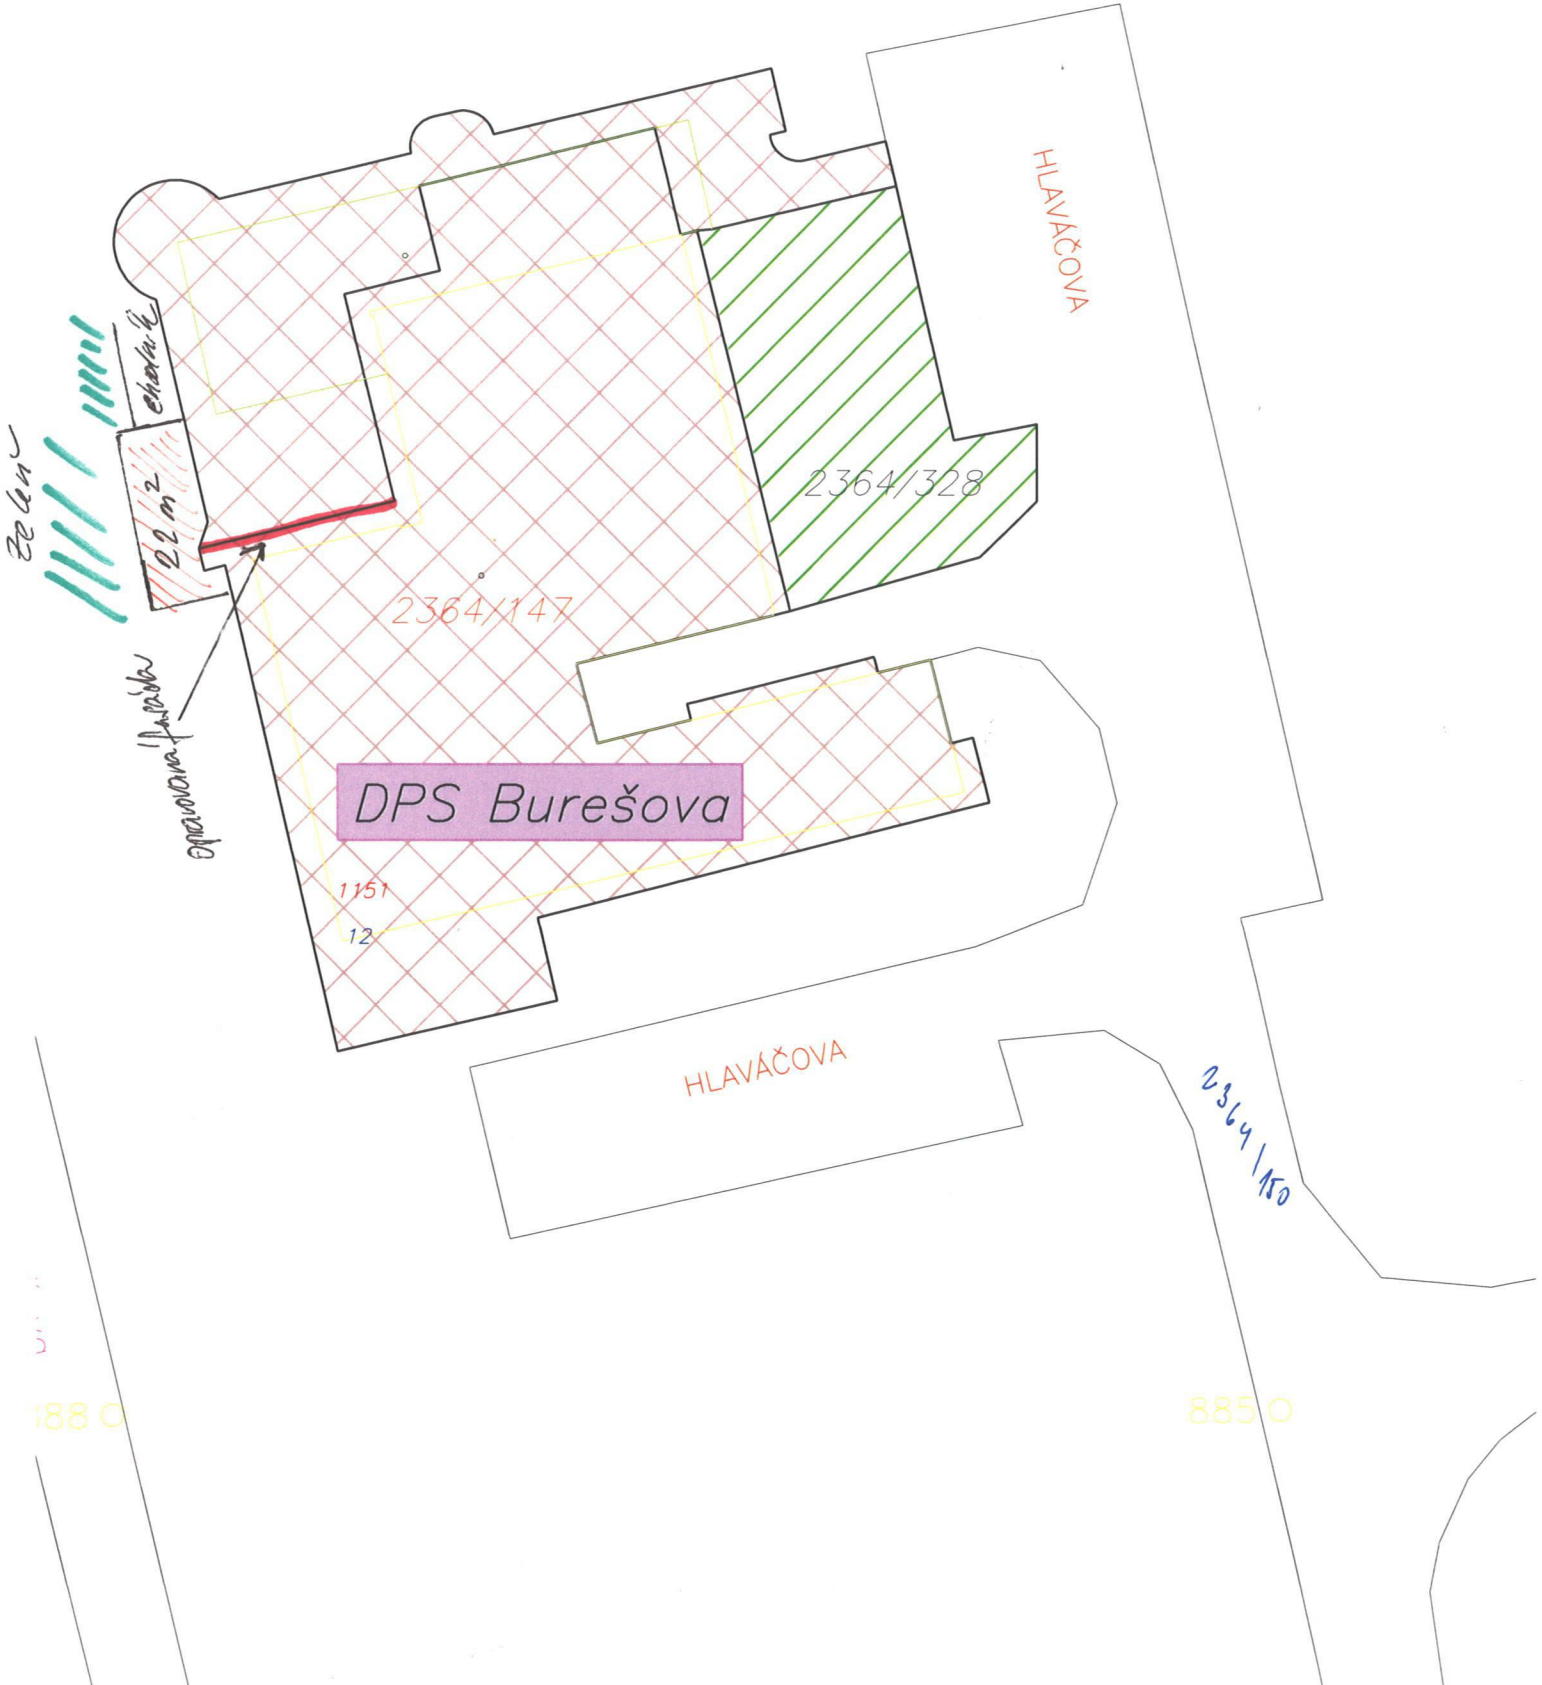 HLAVÁČOVA
chodník
22 m²
Zeleň
2364/328
2364/147
opravovaná fasáda
DPS Burešova
1151
12
HLAVÁČOVA
2364/150
885